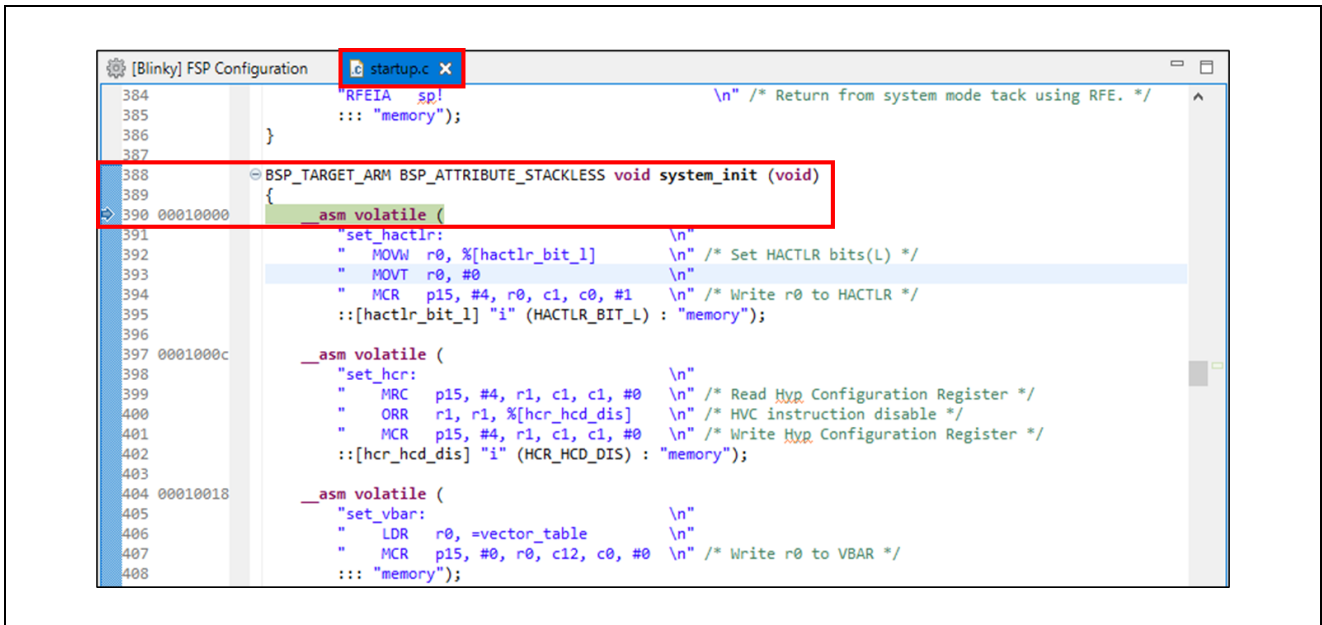 [Blinky] FSP Configuration startup.c
384 "RFEIA sp! \n" /* Return from system mode tack using RFE. */
385 ::: "memory");
386 }
387
388 BSP_TARGET_ARM BSP_ATTRIBUTE_STACKLESS void system_init (void)
389 {
390 00010000 __asm volatile (
391 "set_hactlr: \n"
392 " MOVW r0, %[hactlr_bit_l] \n" /* Set HACTLR bits(L) */
393 " MOVT r0, #0 \n"
394 " MCR p15, #4, r0, c1, c0, #1 \n" /* Write r0 to HACTLR */
395 ::[hactlr_bit_l] "i" (HACTLR_BIT_L) : "memory");
396
397 0001000c __asm volatile (
398 "set_hcr: \n"
399 " MRC p15, #4, r1, c1, c1, #0 \n" /* Read Hyp Configuration Register */
400 " ORR r1, r1, %[hcr_hcd_dis] \n" /* HVC instruction disable */
401 " MCR p15, #4, r1, c1, c1, #0 \n" /* Write Hyp Configuration Register */
402 ::[hcr_hcd_dis] "i" (HCR_HCD_DIS) : "memory");
403
404 00010018 __asm volatile (
405 "set_vbar: \n"
406 " LDR r0, =vector_table \n"
407 " MCR p15, #0, r0, c12, c0, #0 \n" /* Write r0 to VBAR */
408 ::: "memory");